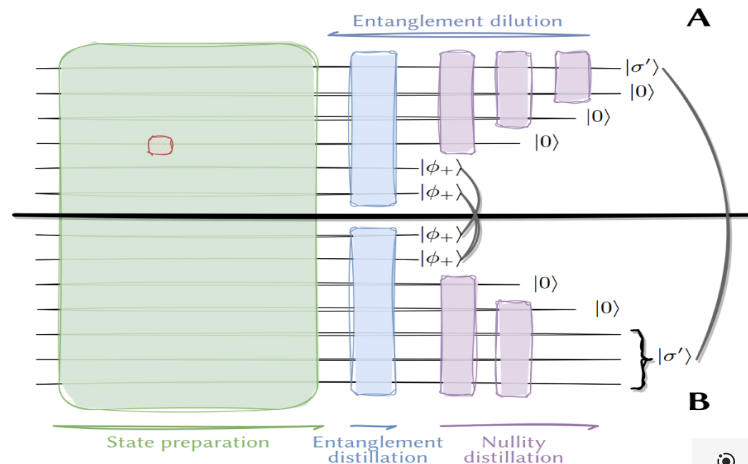 Entanglement dilution
A
|σ′⟩
|0⟩
|0⟩
|0⟩
|ϕ₊⟩
|ϕ₊⟩
|ϕ₊⟩
|ϕ₊⟩
|0⟩
|0⟩
|σ′⟩
B
State preparation
Entanglement
distillation
Nullity
distillation